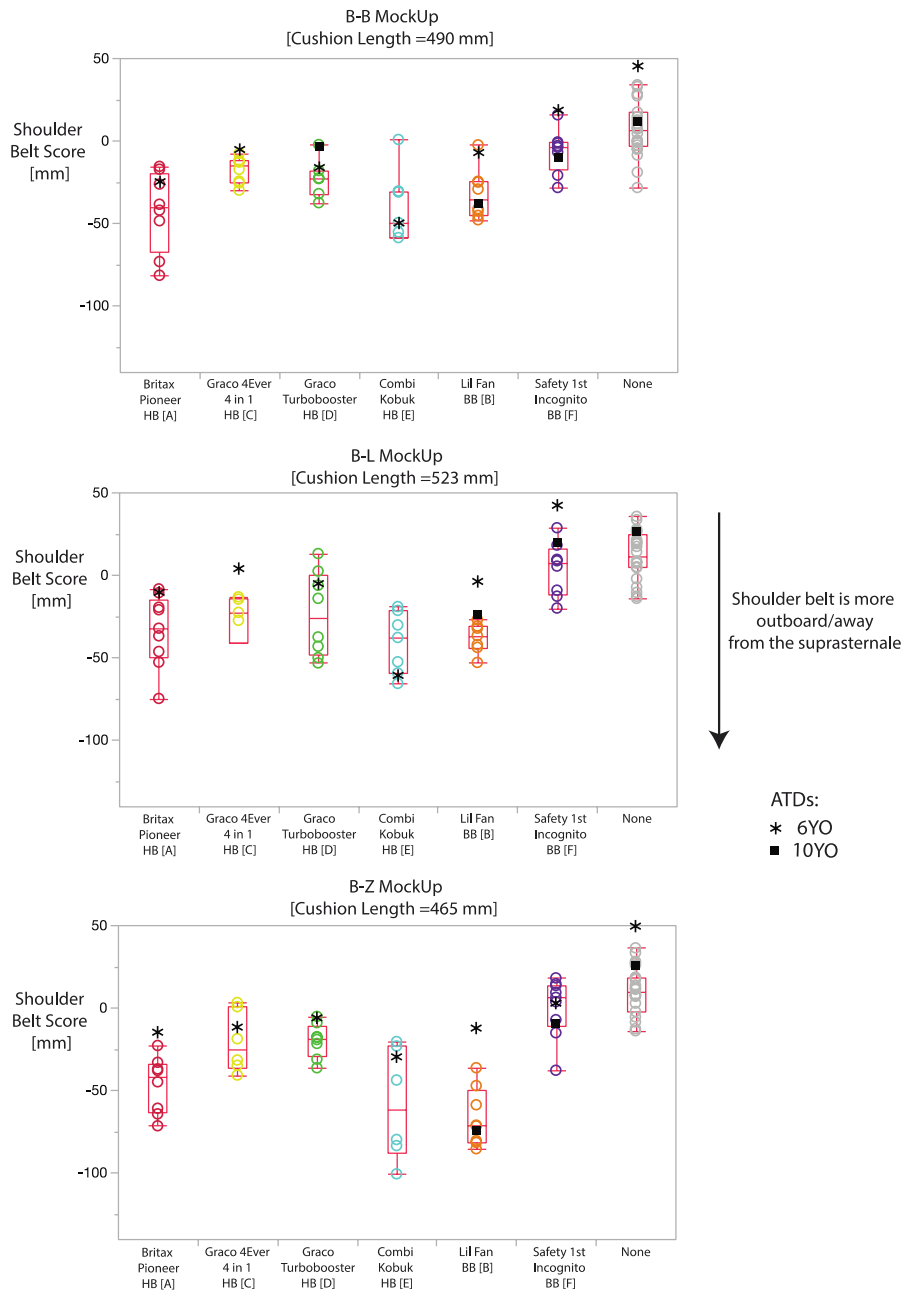 B-B MockUp
[Cushion Length =490 mm]
Shoulder
Belt Score
[mm]
50
0
-50
-100
Britax
Pioneer
HB [A]
Graco 4Ever
4 in 1
HB [C]
Graco
Turbobooster
HB [D]
Combi
Kobuk
HB [E]
Lil Fan
BB [B]
Safety 1st
Incognito
BB [F]
None
B-L MockUp
[Cushion Length =523 mm]
Shoulder
Belt Score
[mm]
50
0
-50
-100
Britax
Pioneer
HB [A]
Graco 4Ever
4 in 1
HB [C]
Graco
Turbobooster
HB [D]
Combi
Kobuk
HB [E]
Lil Fan
BB [B]
Safety 1st
Incognito
BB [F]
None
Shoulder belt is more
outboard/away
from the suprasternale
ATDs:
6YO
10YO
B-Z MockUp
[Cushion Length =465 mm]
Shoulder
Belt Score
[mm]
50
0
-50
-100
Britax
Pioneer
HB [A]
Graco 4Ever
4 in 1
HB [C]
Graco
Turbobooster
HB [D]
Combi
Kobuk
HB [E]
Lil Fan
BB [B]
Safety 1st
Incognito
BB [F]
None